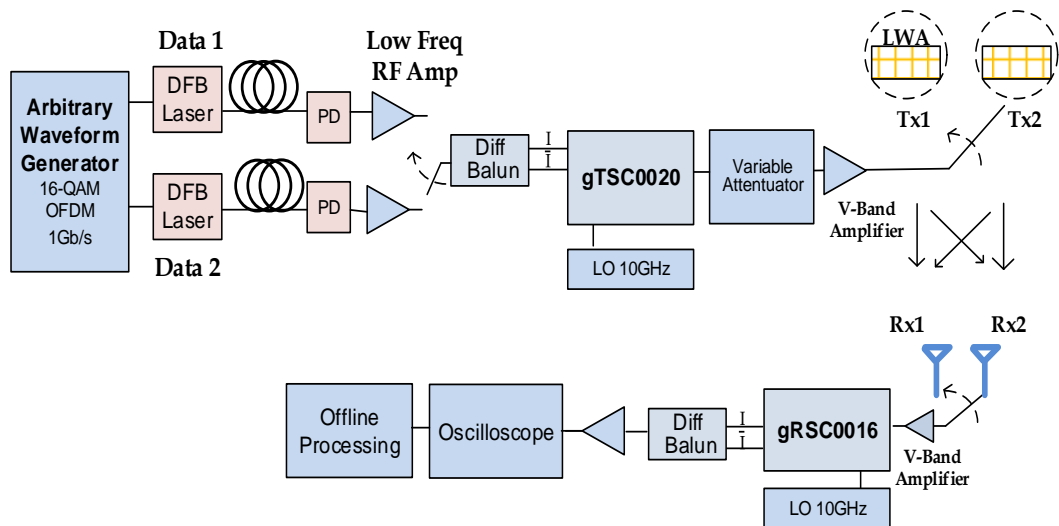 Data 1
Low Freq
RF Amp
LWA
Arbitrary
Waveform
Generator
16-QAM
OFDM
1Gb/s
DFB
Laser
PD
Tx1
Tx2
Diff
Balun
I
I
gTSC0020
Variable
Attentuator
DFB
Laser
PD
V-Band
Amplifier
Data 2
LO 10GHz
Rx1
Rx2
Offline
Processing
Oscilloscope
Diff
Balun
I
I
gRSC0016
V-Band
Amplifier
LO 10GHz